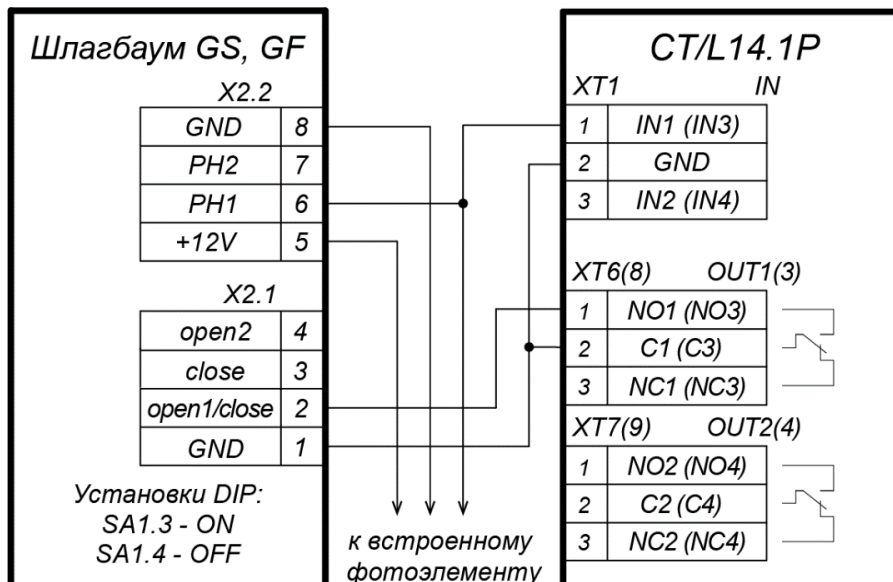 Шлагбаум GS, GF
X2.2
GND 8
PH2 7
PH1 6
+12V 5
X2.1
open2 4
close 3
open1/close 2
GND 1
Установки DIP:
SA1.3 - ON
SA1.4 - OFF
к встроенному
фотоэлементу
CT/L14.1P
XT1 IN
1 IN1 (IN3)
2 GND
3 IN2 (IN4)
XT6(8) OUT1(3)
1 NO1 (NO3)
2 C1 (C3)
3 NC1 (NC3)
XT7(9) OUT2(4)
1 NO2 (NO4)
2 C2 (C4)
3 NC2 (NC4)